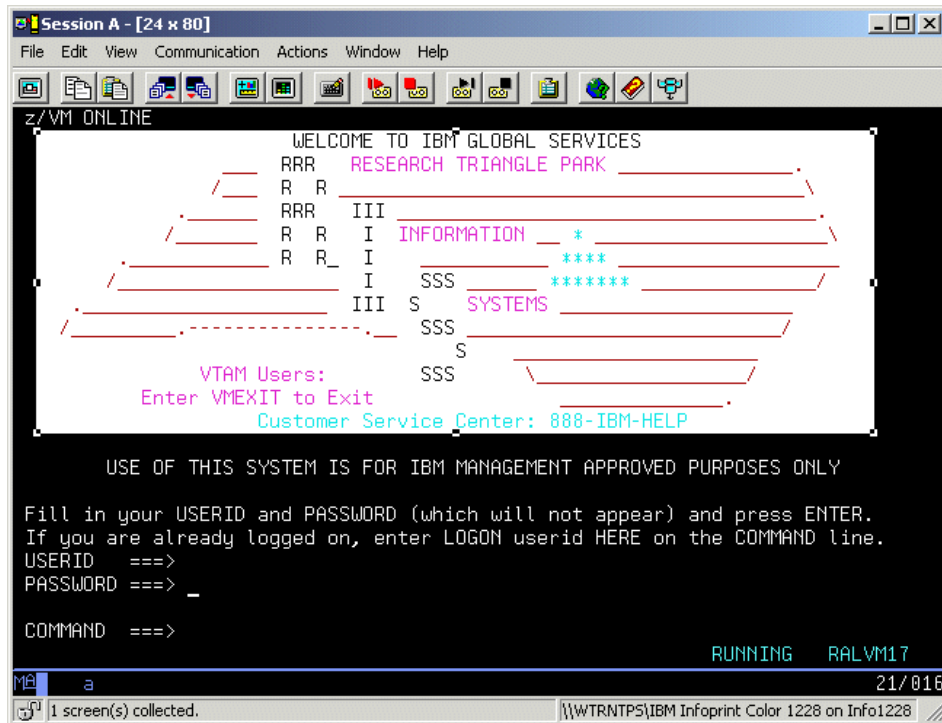 Session A - [24 x 80]
File Edit View Communication Actions Window Help
z/VM ONLINE
WELCOME TO IBM GLOBAL SERVICES
RRR RESEARCH TRIANGLE PARK
R R
RRR III
R R I INFORMATION *
R R_ I ****
I SSS *******
III S SYSTEMS
SSS
S
VTAM Users: SSS
Enter VMEXIT to Exit
Customer Service Center: 888-IBM-HELP
USE OF THIS SYSTEM IS FOR IBM MANAGEMENT APPROVED PURPOSES ONLY
Fill in your USERID and PASSWORD (which will not appear) and press ENTER.
If you are already logged on, enter LOGON userid HERE on the COMMAND line.
USERID ===>
PASSWORD ===> _
COMMAND ===>
RUNNING RALVM17
MA a 21/016
1 screen(s) collected. \\WTRNTPS\IBM Infoprint Color 1228 on Info1228